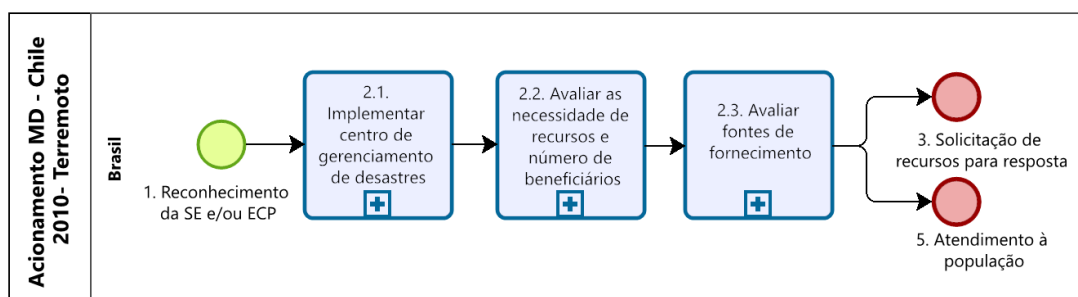 Acionamento MD - Chile
2010- Terremoto
Brasil
1. Reconhecimento
da SE e/ou ECP
2.1.
Implementar
centro de
gerenciamento
de desastres
2.2. Avaliar as
necessidade de
recursos e
número de
beneficiários
2.3. Avaliar
fontes de
fornecimento
3. Solicitação de
recursos para resposta
5. Atendimento à
população